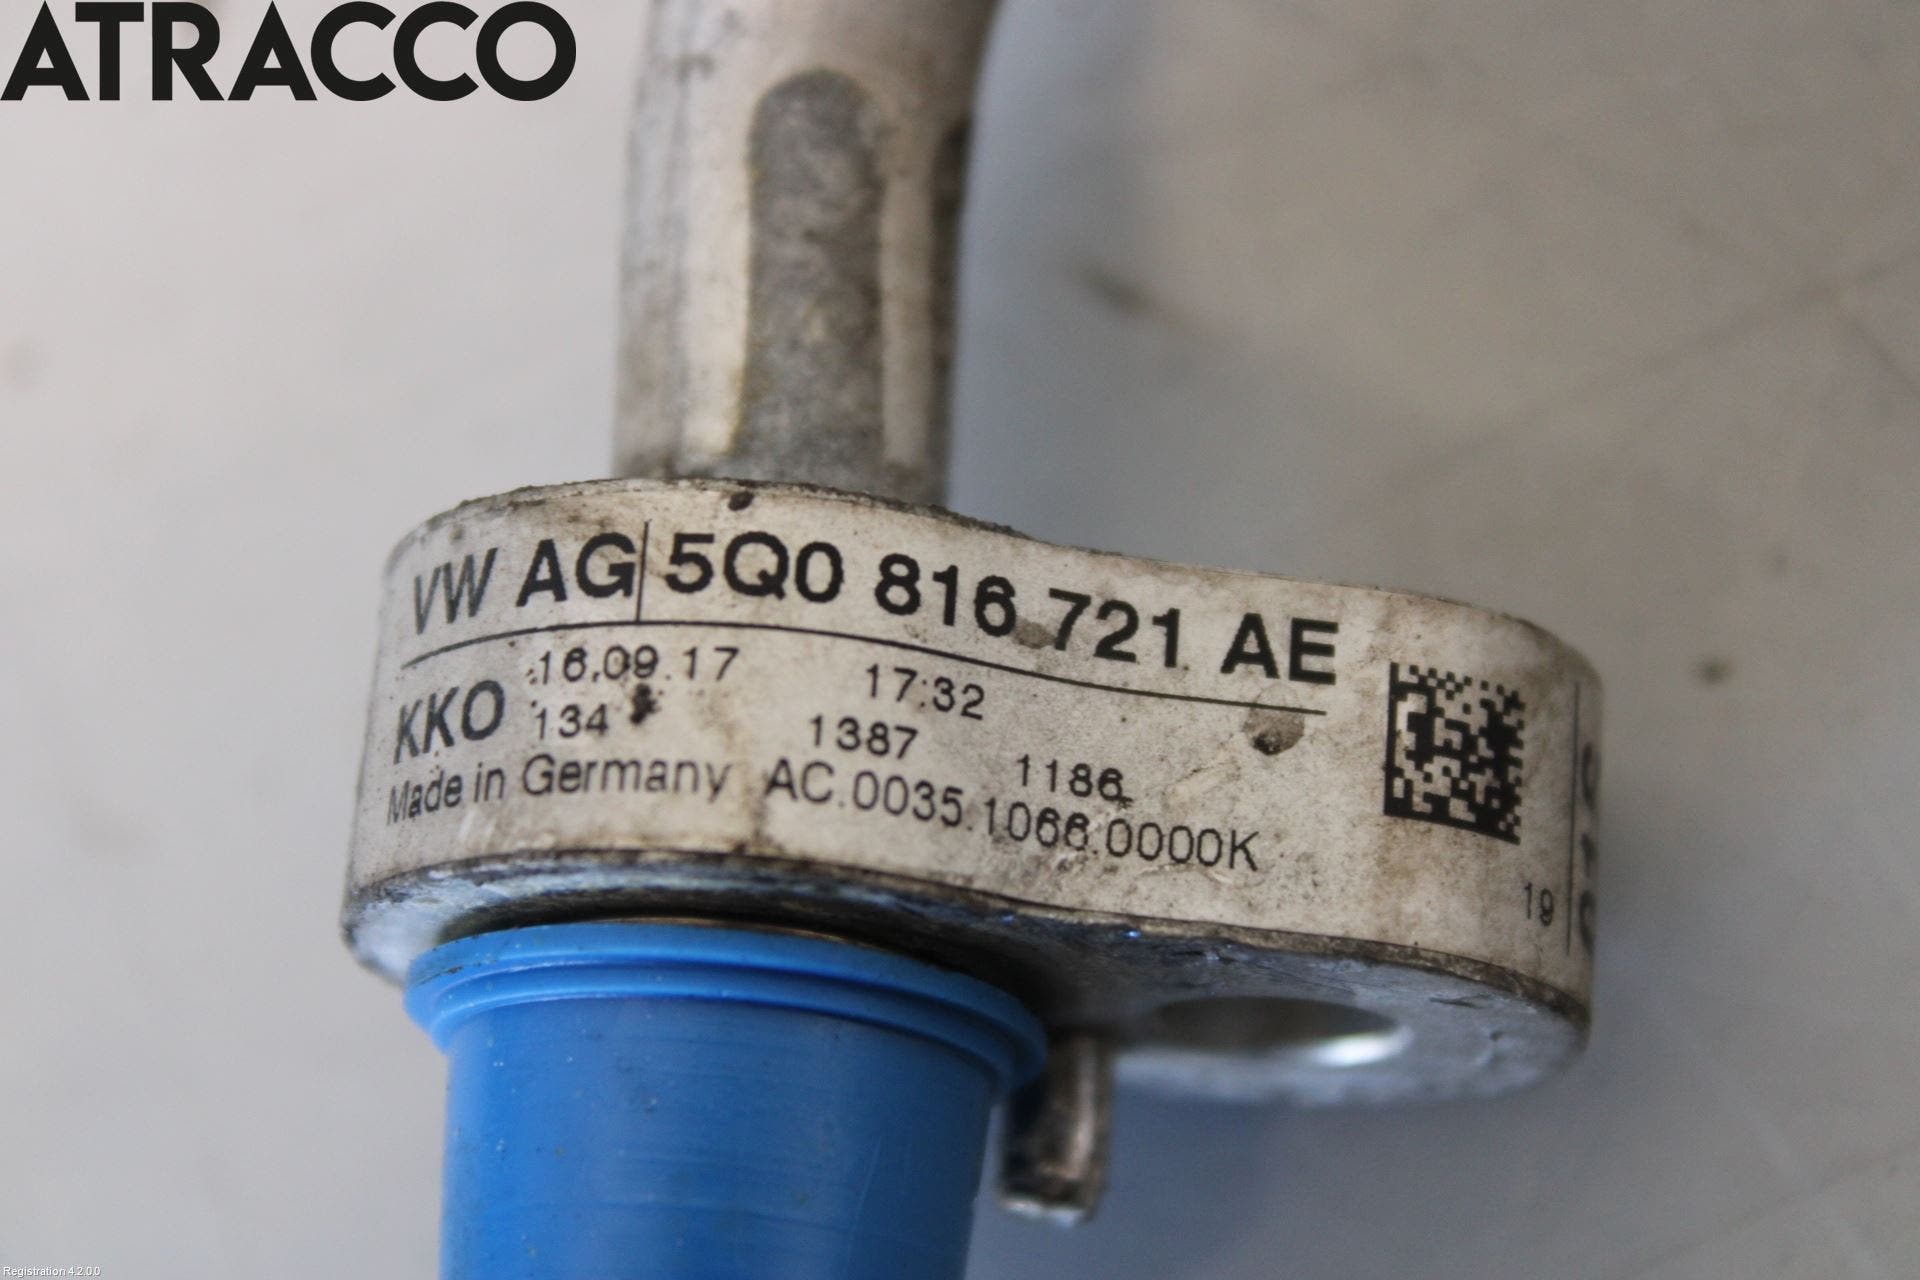 ATRACCO
VW AG 5Q0 816 721 AE
KKO 16.09.17 17:32
134 1387 1186
Made in Germany AC.0035.1066.0000K
19
Registration 4.2.0.0